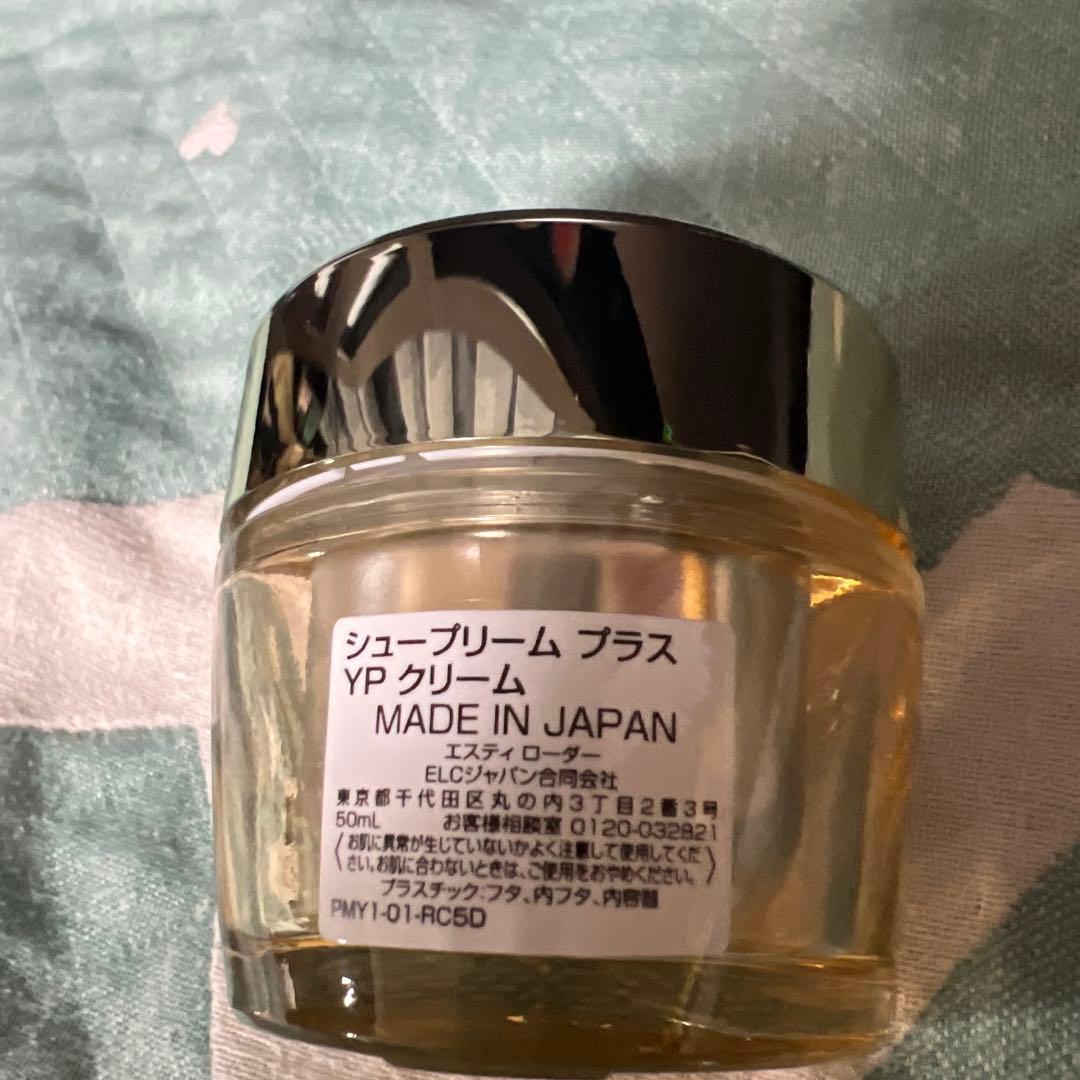 シュープリーム プラス
YP クリーム
MADE IN JAPAN
エスティ ローダー
ELCジャパン合同会社
東京都千代田区丸の内3丁目2番3号
50mL お客様相談室 0120-032821
〈お肌に異常が生じていないかよく注意して使用してくだ
さい。お肌に合わないときは、ご使用をおやめください。〉
プラスチック:フタ、内フタ、内容器
PMY1-01-RC5D